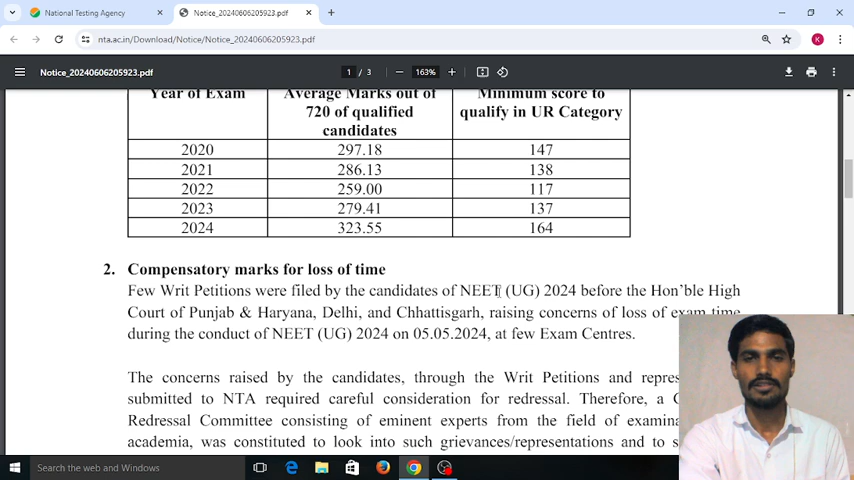 National Testing Agency
Notice_20240606205923.pdf
nta.ac.in/Download/Notice/Notice_20240606205923.pdf
K
Notice_20240606205923.pdf
1 / 3
163%
Year of Exam
Average Marks out of
720 of qualified
candidates
Minimum score to
qualify in UR Category
2020 297.18 147
2021 286.13 138
2022 259.00 117
2023 279.41 137
2024 323.55 164
2. Compensatory marks for loss of time
Few Writ Petitions were filed by the candidates of NEET (UG) 2024 before the Hon'ble High
Court of Punjab & Haryana, Delhi, and Chhattisgarh, raising concerns of loss of exam time
during the conduct of NEET (UG) 2024 on 05.05.2024, at few Exam Centres.
The concerns raised by the candidates, through the Writ Petitions and repres
submitted to NTA required careful consideration for redressal. Therefore, a G
Redressal Committee consisting of eminent experts from the field of examina
academia, was constituted to look into such grievances/representations and to s
Search the web and Windows